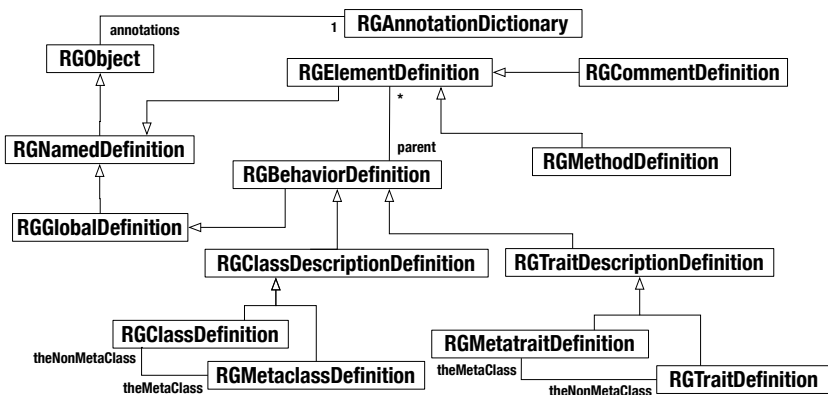 annotations
1
RGAnnotationDictionary
RGObject
RGElementDefinition
RGCommentDefinition
*
RGNamedDefinition
parent
RGMethodDefinition
RGBehaviorDefinition
RGGlobalDefinition
RGClassDescriptionDefinition
RGTraitDescriptionDefinition
RGClassDefinition
RGMetatraitDefinition
theNonMetaClass
theMetaClass
RGMetaclassDefinition
RGTraitDefinition
theMetaClass
theNonMetaClass